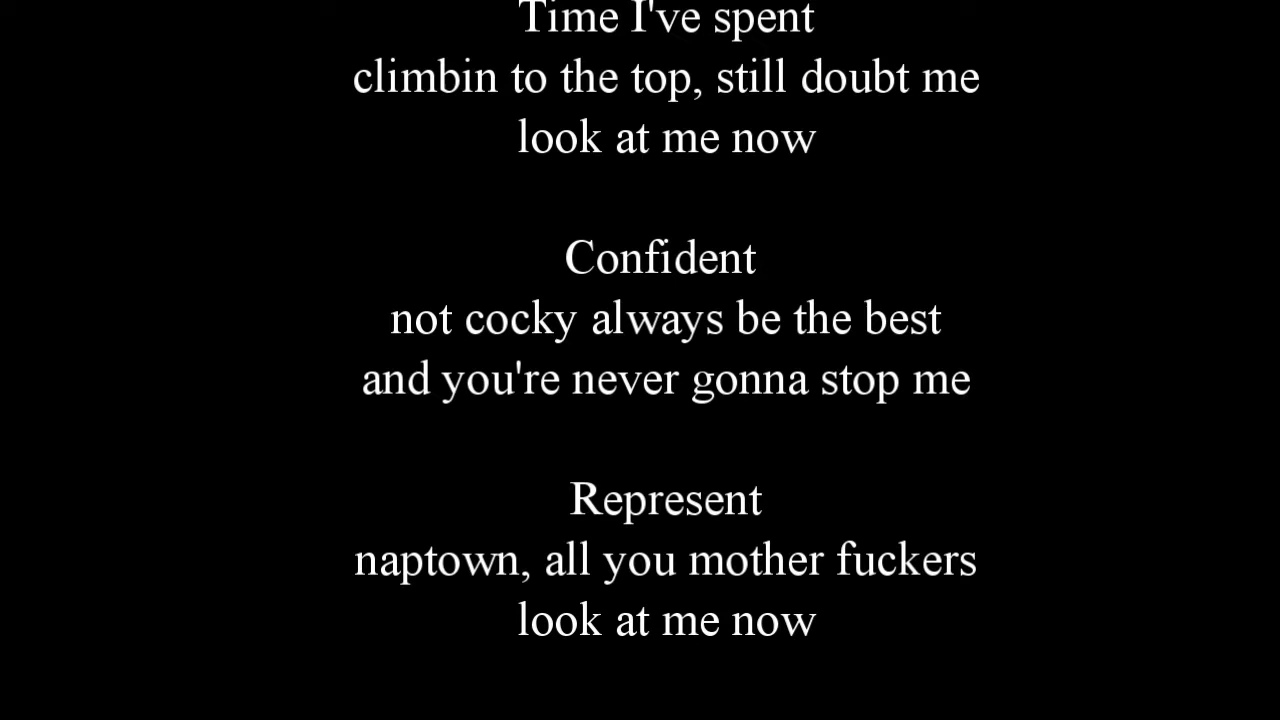 Time I've spent
climbin to the top, still doubt me
look at me now
Confident
not cocky always be the best
and you're never gonna stop me
Represent
naptown, all you mother fuckers
look at me now